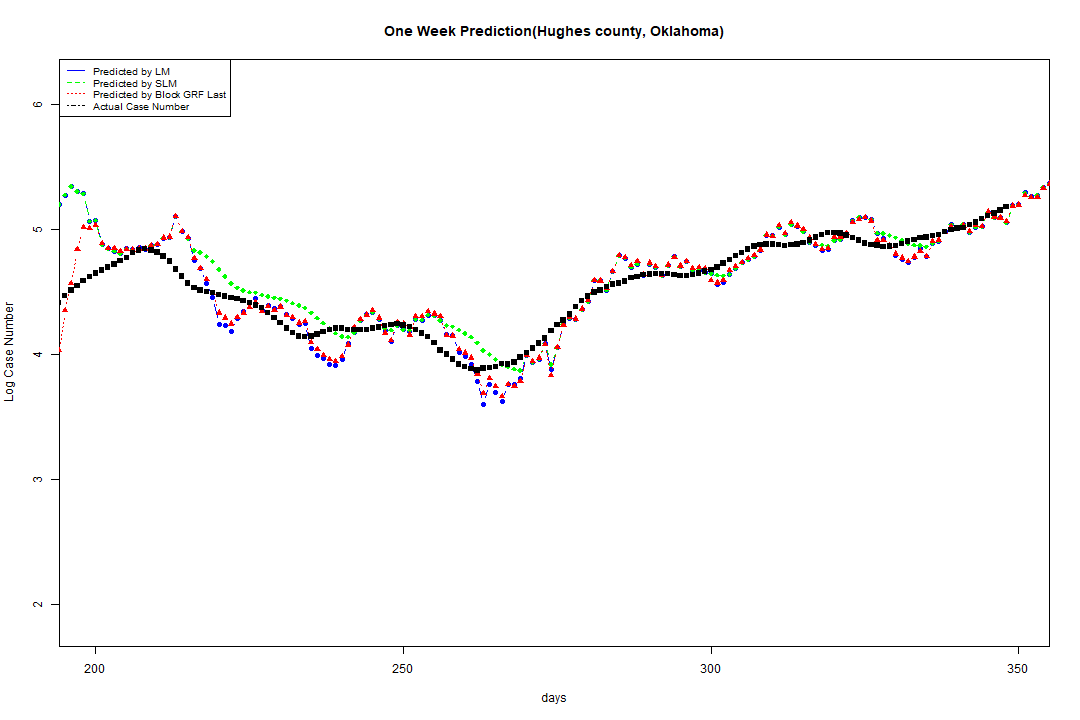 One Week Prediction(Hughes county, Oklahoma)
Predicted by LM
Predicted by SLM
Predicted by Block GRF Last
Actual Case Number
6
5
4
3
2
Log Case Number
200
250
300
350
days